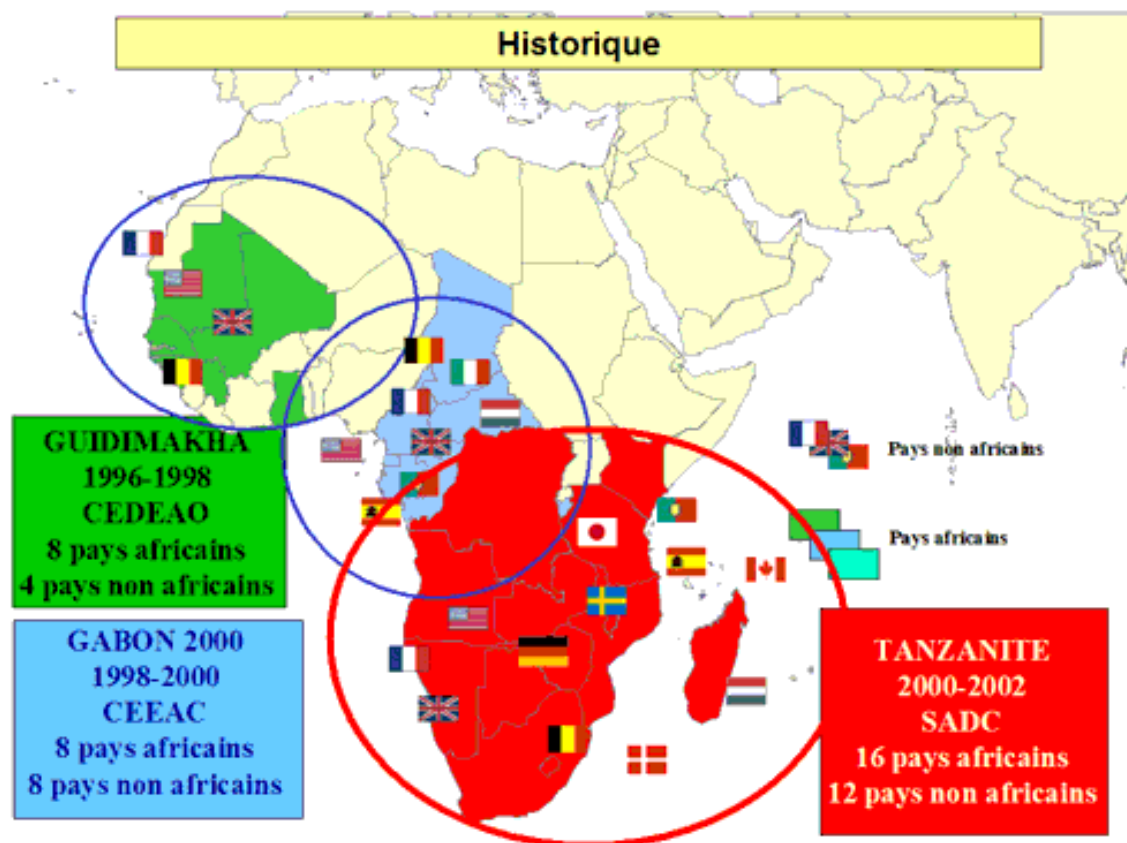 Historique
GUIDIMAKHA
1996-1998
CEDEAO
8 pays africains
4 pays non africains
GABON 2000
1998-2000
CEEAC
8 pays africains
8 pays non africains
Pays non africains
Pays africains
TANZANITE
2000-2002
SADC
16 pays africains
12 pays non africains